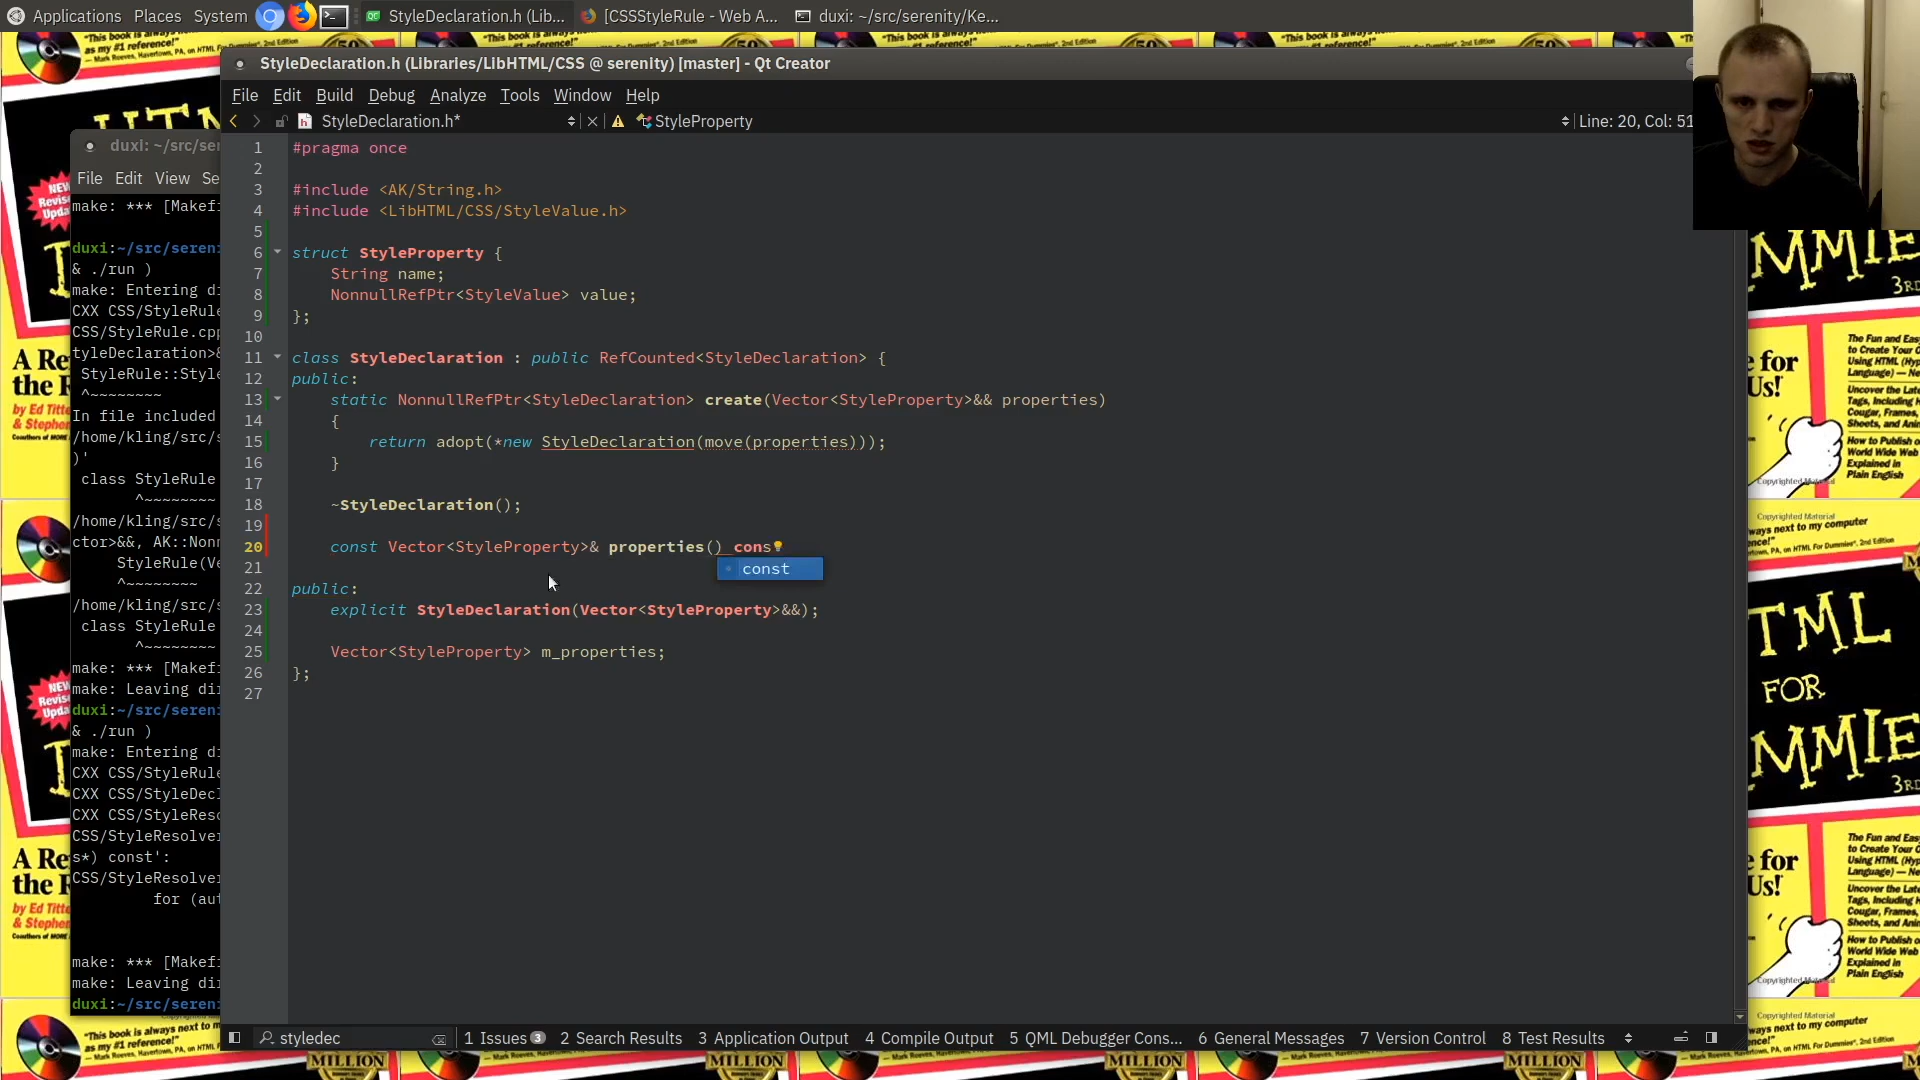 Applications Places System
StyleDeclaration.h (Lib...
[CSSStyleRule - Web A...
duxi: ~/src/serenity/Ke...
StyleDeclaration.h (Libraries/LibHTML/CSS @ serenity) [master] - Qt Creator
File Edit Build Debug Analyze Tools Window Help
StyleDeclaration.h*
StyleProperty
Line: 20, Col: 51
1 #pragma once
2
3 #include <AK/String.h>
4 #include <LibHTML/CSS/StyleValue.h>
5
6 struct StyleProperty {
7 String name;
8 NonnullRefPtr<StyleValue> value;
9 };
10
11 class StyleDeclaration : public RefCounted<StyleDeclaration> {
12 public:
13 static NonnullRefPtr<StyleDeclaration> create(Vector<StyleProperty>&& properties)
14 {
15 return adopt(*new StyleDeclaration(move(properties)));
16 }
17
18 ~StyleDeclaration();
19
20 const Vector<StyleProperty>& properties() cons
const
21
22 public:
23 explicit StyleDeclaration(Vector<StyleProperty>&&);
24
25 Vector<StyleProperty> m_properties;
26 };
27
styledec
1 Issues 3 2 Search Results 3 Application Output 4 Compile Output 5 QML Debugger Cons... 6 General Messages 7 Version Control 8 Test Results
duxi: ~/src/ser
File Edit View Se
make: *** [Makefi
duxi:~/src/seren
& ./run )
make: Entering di
CXX CSS/StyleRule
CSS/StyleRule.cpp
tyleDeclaration>&
StyleRule::Style
^~~~~~~~~
In file included
/home/kling/src/s
)'
class StyleRule
^~~~~~~~~
/home/kling/src/s
ctor>&&, AK::Nonn
StyleRule(Ve
^~~~~~~~~
/home/kling/src/s
class StyleRule
^~~~~~~~~
make: *** [Makefi
make: Leaving dir
duxi:~/src/seren
& ./run )
make: Entering di
CXX CSS/StyleRule
CXX CSS/StyleDecl
CXX CSS/StyleReso
CSS/StyleResolver
s*) const':
CSS/StyleResolver
for (aut
make: *** [Makefi
make: Leaving dir
duxi:~/src/seren